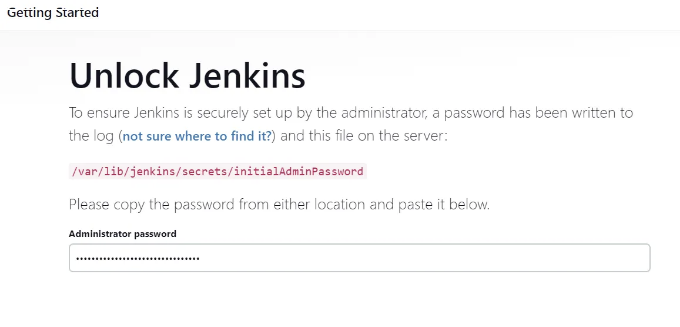 Getting Started
Unlock Jenkins
To ensure Jenkins is securely set up by the administrator, a password has been written to
the log (not sure where to find it?) and this file on the server:
/var/lib/jenkins/secrets/initialAdminPassword
Please copy the password from either location and paste it below.
Administrator password
••••••••••••••••••••••••••••••••